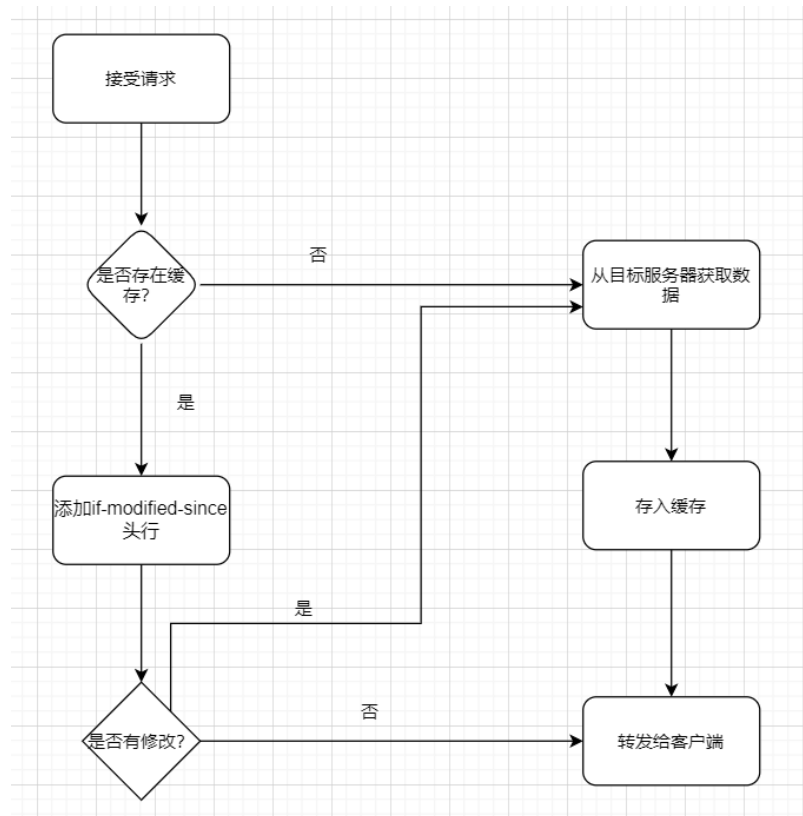 接受请求
否
是否存在缓
存?
从目标服务器获取数
据
是
添加if-modified-since
头行
存入缓存
是
否
是否有修改?
转发给客户端